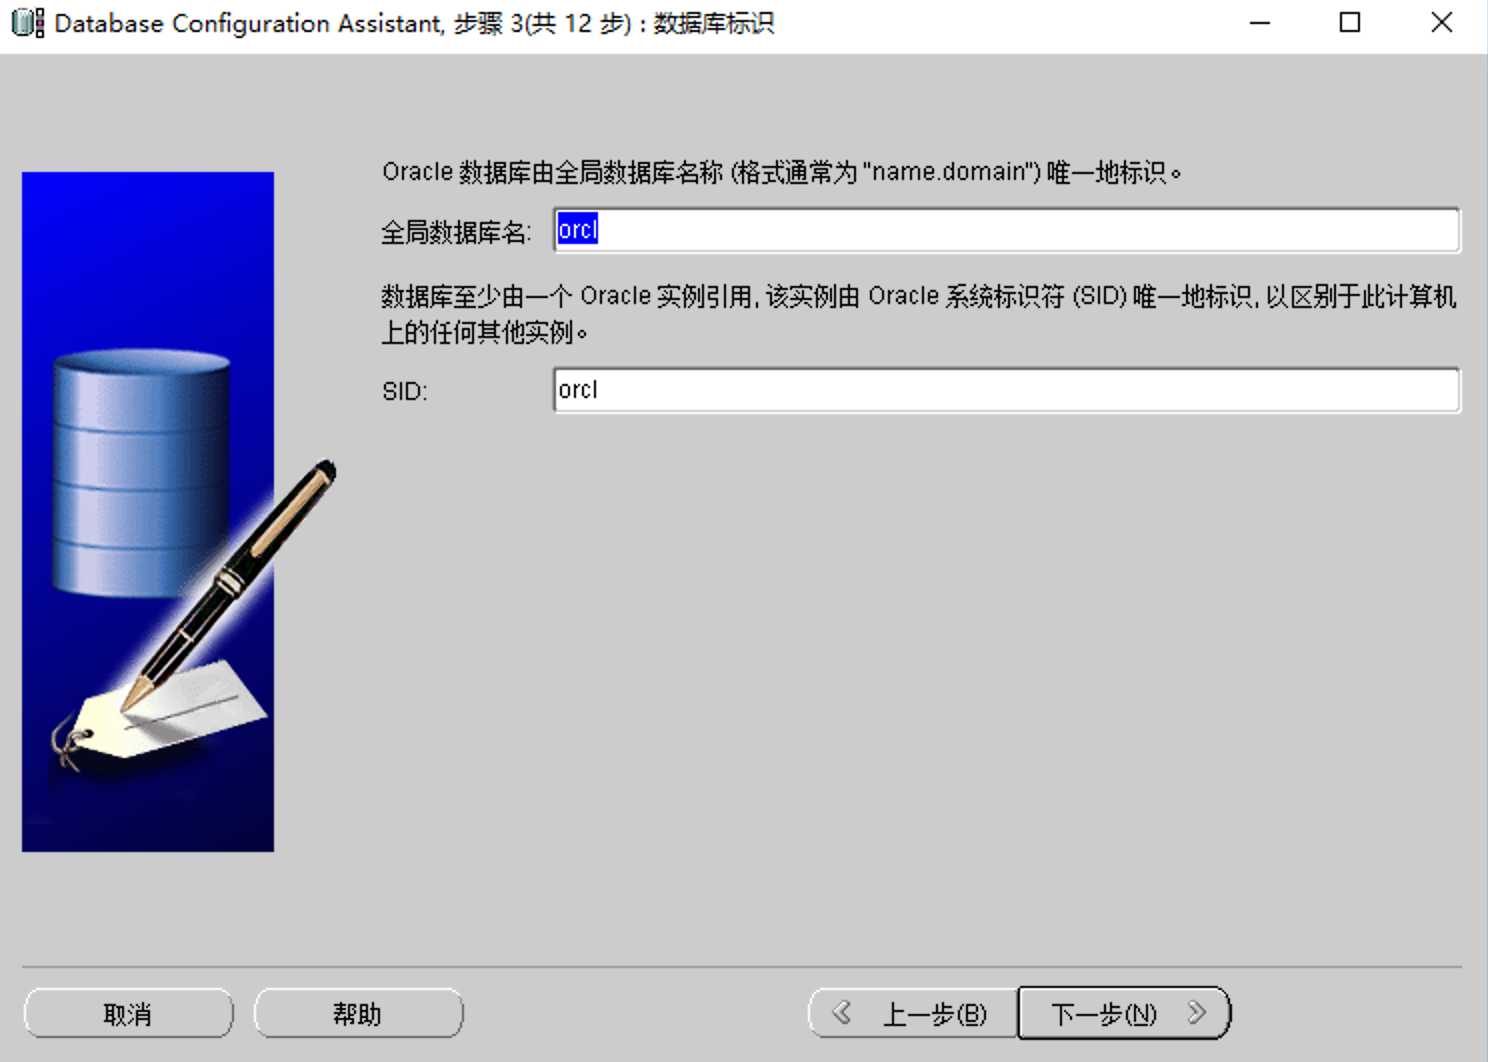 Database Configuration Assistant, 步骤 3(共 12 步) : 数据库标识
Oracle 数据库由全局数据库名称 (格式通常为 "name.domain") 唯一地标识。
全局数据库名: orcl
数据库至少由一个 Oracle 实例引用, 该实例由 Oracle 系统标识符 (SID) 唯一地标识, 以区别于此计算机
上的任何其他实例。
SID: orcl
取消 帮助 上一步(B) 下一步(N)